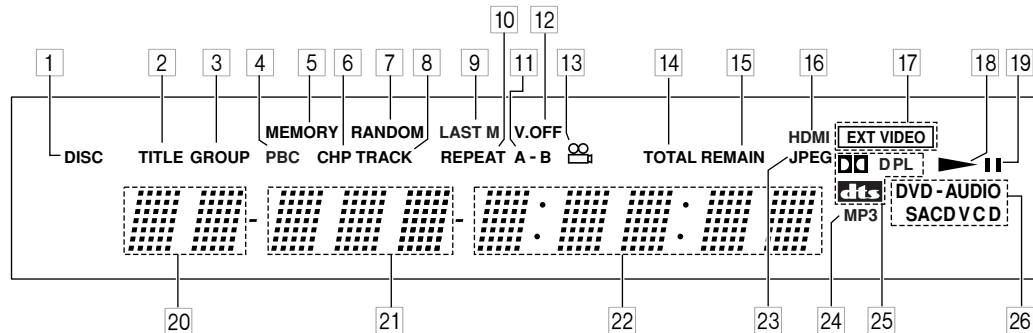 10 12
1 2 3 4 5 6 7 8 9 11 13 14 15 16 17 18 19
MEMORY RANDOM LAST M V.OFF HDMI EXT VIDEO
DISC TITLE GROUP PBC CHP TRACK REPEAT A - B TOTAL REMAIN JPEG DPL
dts DVD - AUDIO
MP3 SACD V C D
20 21 22 23 24 25 26